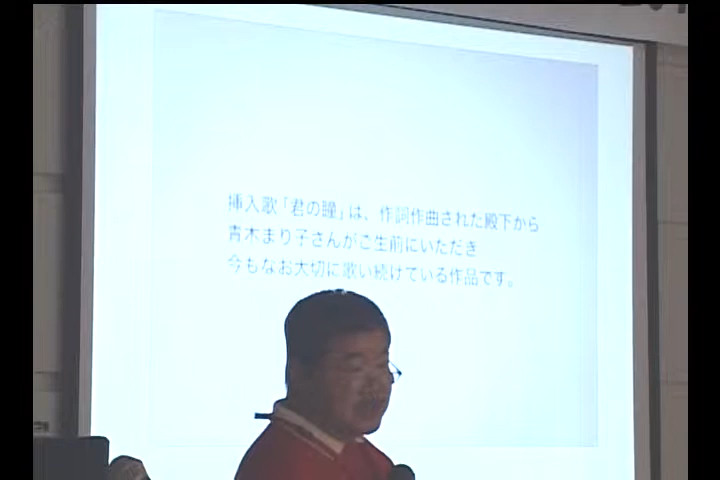 挿入歌「君の瞳」は、作詞作曲された殿下から
青木まり子さんがご生前にいただき
今もなお大切に歌い続けている作品です。